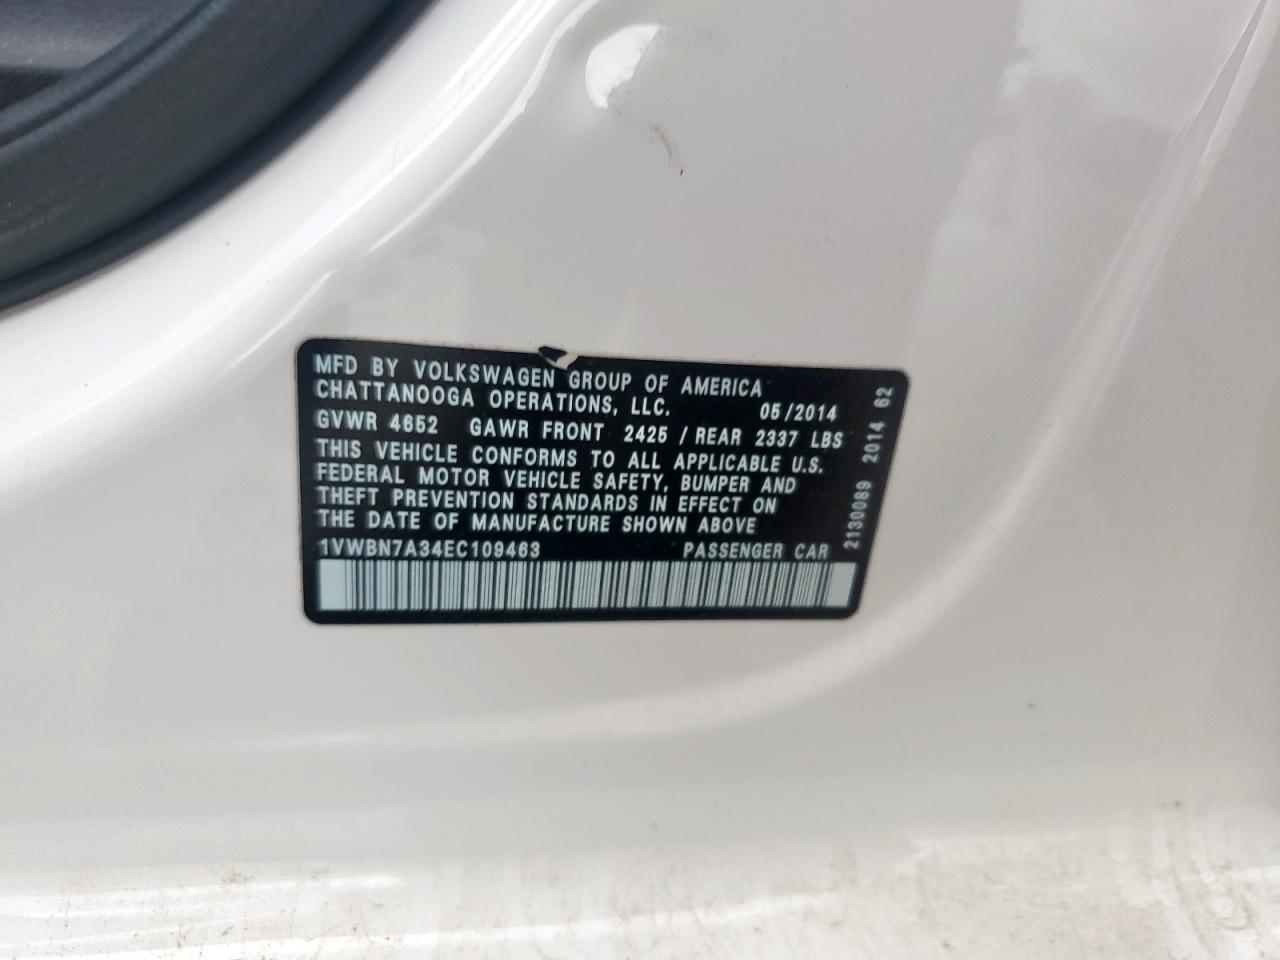 MFD BY VOLKSWAGEN GROUP OF AMERICA
CHATTANOOGA OPERATIONS, LLC. 05/2014
GVWR 4652 GAWR FRONT 2425 / REAR 2337 LBS
THIS VEHICLE CONFORMS TO ALL APPLICABLE U.S.
FEDERAL MOTOR VEHICLE SAFETY, BUMPER AND
THEFT PREVENTION STANDARDS IN EFFECT ON
THE DATE OF MANUFACTURE SHOWN ABOVE
1VWBN7A34EC109463 PASSENGER CAR
2130089 2014 62